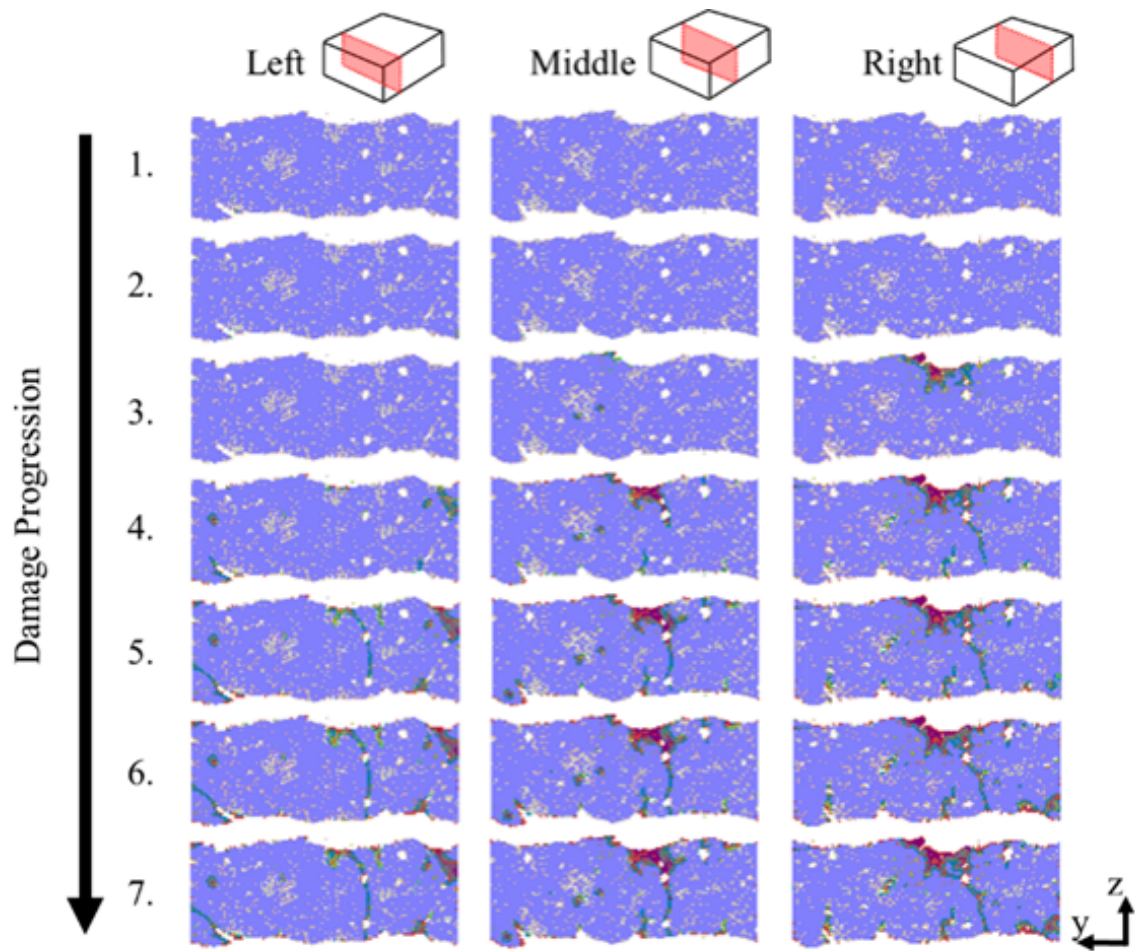 Left
Middle
Right
Damage Progression
1.
2.
3.
4.
5.
6.
7.
z
y